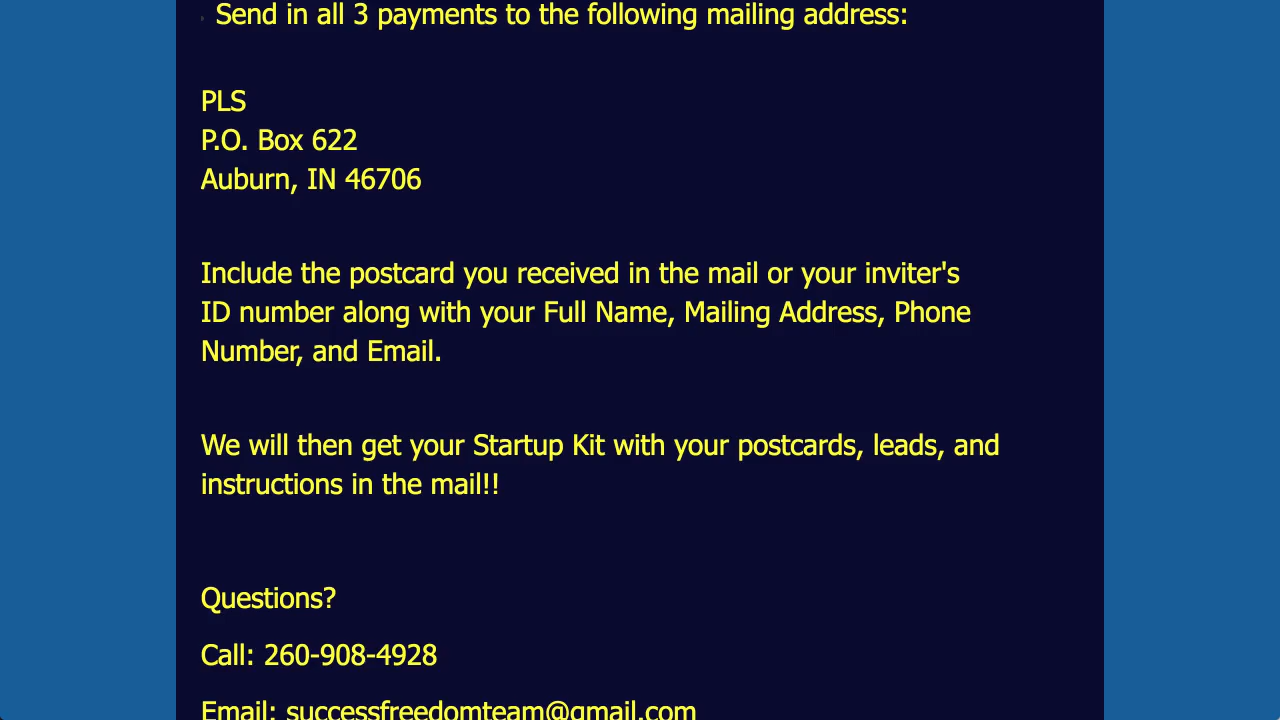 Send in all 3 payments to the following mailing address:
PLS
P.O. Box 622
Auburn, IN 46706
Include the postcard you received in the mail or your inviter's
ID number along with your Full Name, Mailing Address, Phone
Number, and Email.
We will then get your Startup Kit with your postcards, leads, and
instructions in the mail!!
Questions?
Call: 260-908-4928
Email: successfreedomteam@gmail.com